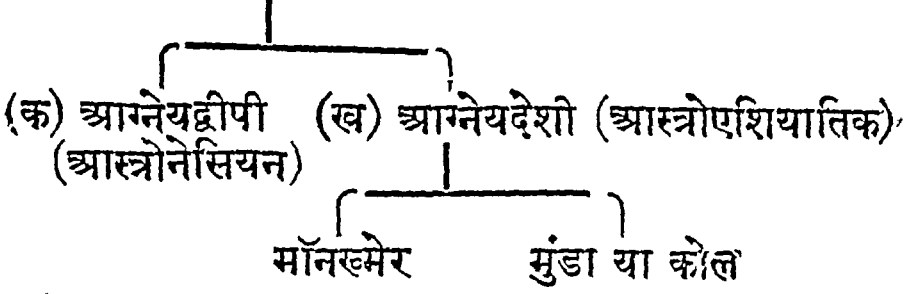 (क) आग्नेयद्वीपी (ख) आग्नेयदेशी (आस्त्रोएशियातिक)
(आस्त्रोनेसियन)
मॉनख्मेर मुंडा या कोल